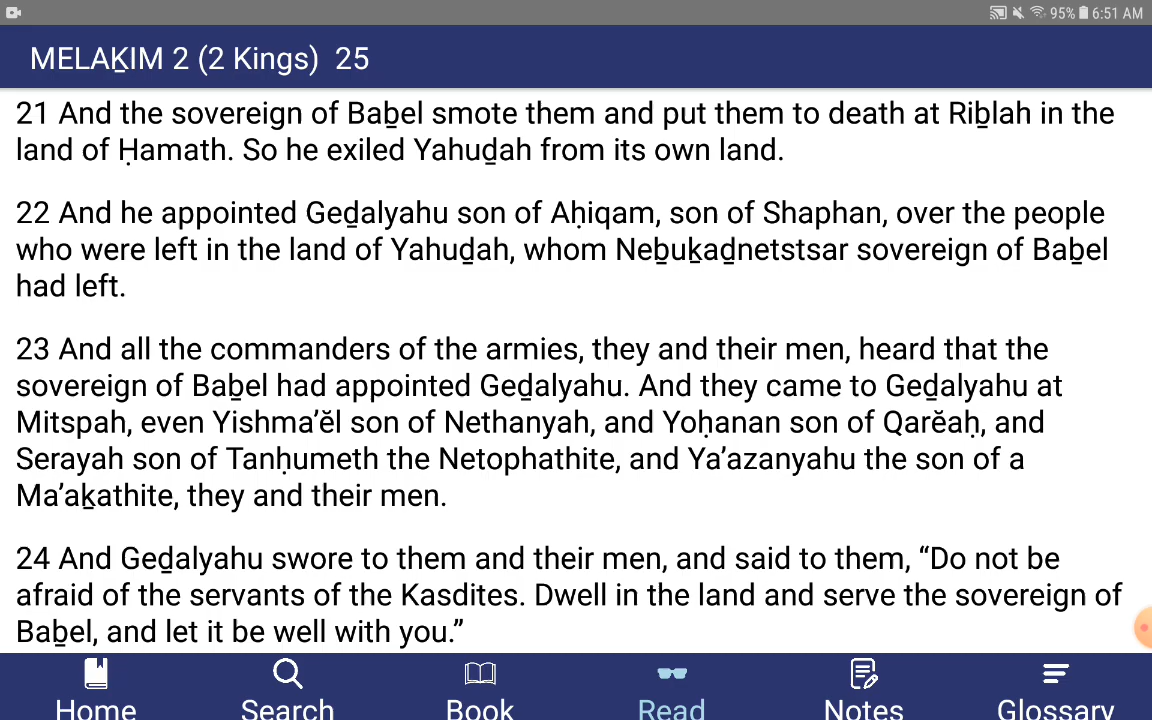 95% 6:51 AM
MELAḴIM 2 (2 Kings) 25
21 And the sovereign of Baḇel smote them and put them to death at Riḇlah in the
land of Ḥamath. So he exiled Yahuḏah from its own land.
22 And he appointed Geḏalyahu son of Aḥiqam, son of Shaphan, over the people
who were left in the land of Yahuḏah, whom Neḇuḵaḏnetstsar sovereign of Baḇel
had left.
23 And all the commanders of the armies, they and their men, heard that the
sovereign of Baḇel had appointed Geḏalyahu. And they came to Geḏalyahu at
Mitspah, even Yishma’ĕl son of Nethanyah, and Yoḥanan son of Qarĕaḥ, and
Serayah son of Tanḥumeth the Netophathite, and Ya’azanyahu the son of a
Ma’aḵathite, they and their men.
24 And Geḏalyahu swore to them and their men, and said to them, “Do not be
afraid of the servants of the Kasdites. Dwell in the land and serve the sovereign of
Baḇel, and let it be well with you.”
Home Search Book Read Notes Glossary